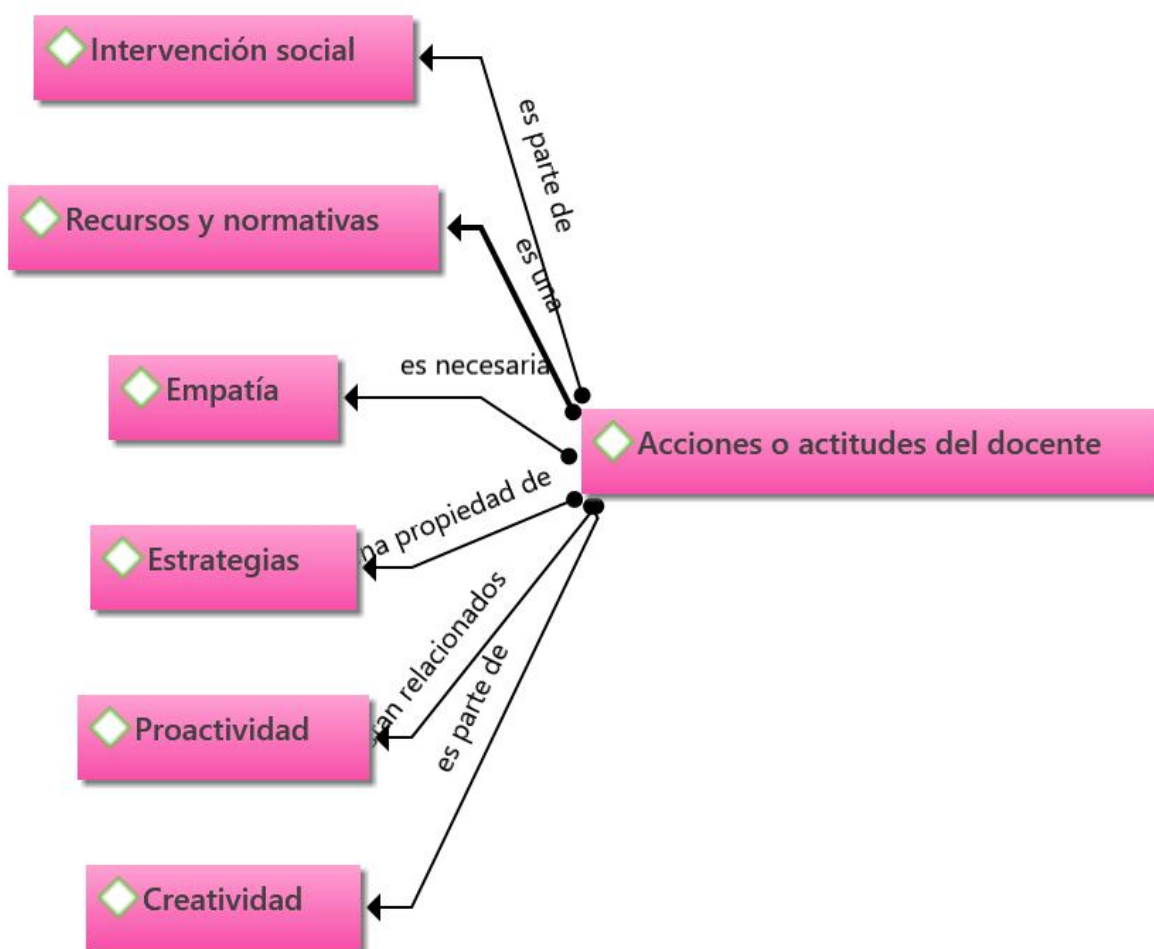 Intervención social
es parte de
Recursos y normativas
es una
es necesaria
Empatía
Acciones o actitudes del docente
propiedad de
Estrategias
relacionados
Proactividad
es parte de
Creatividad